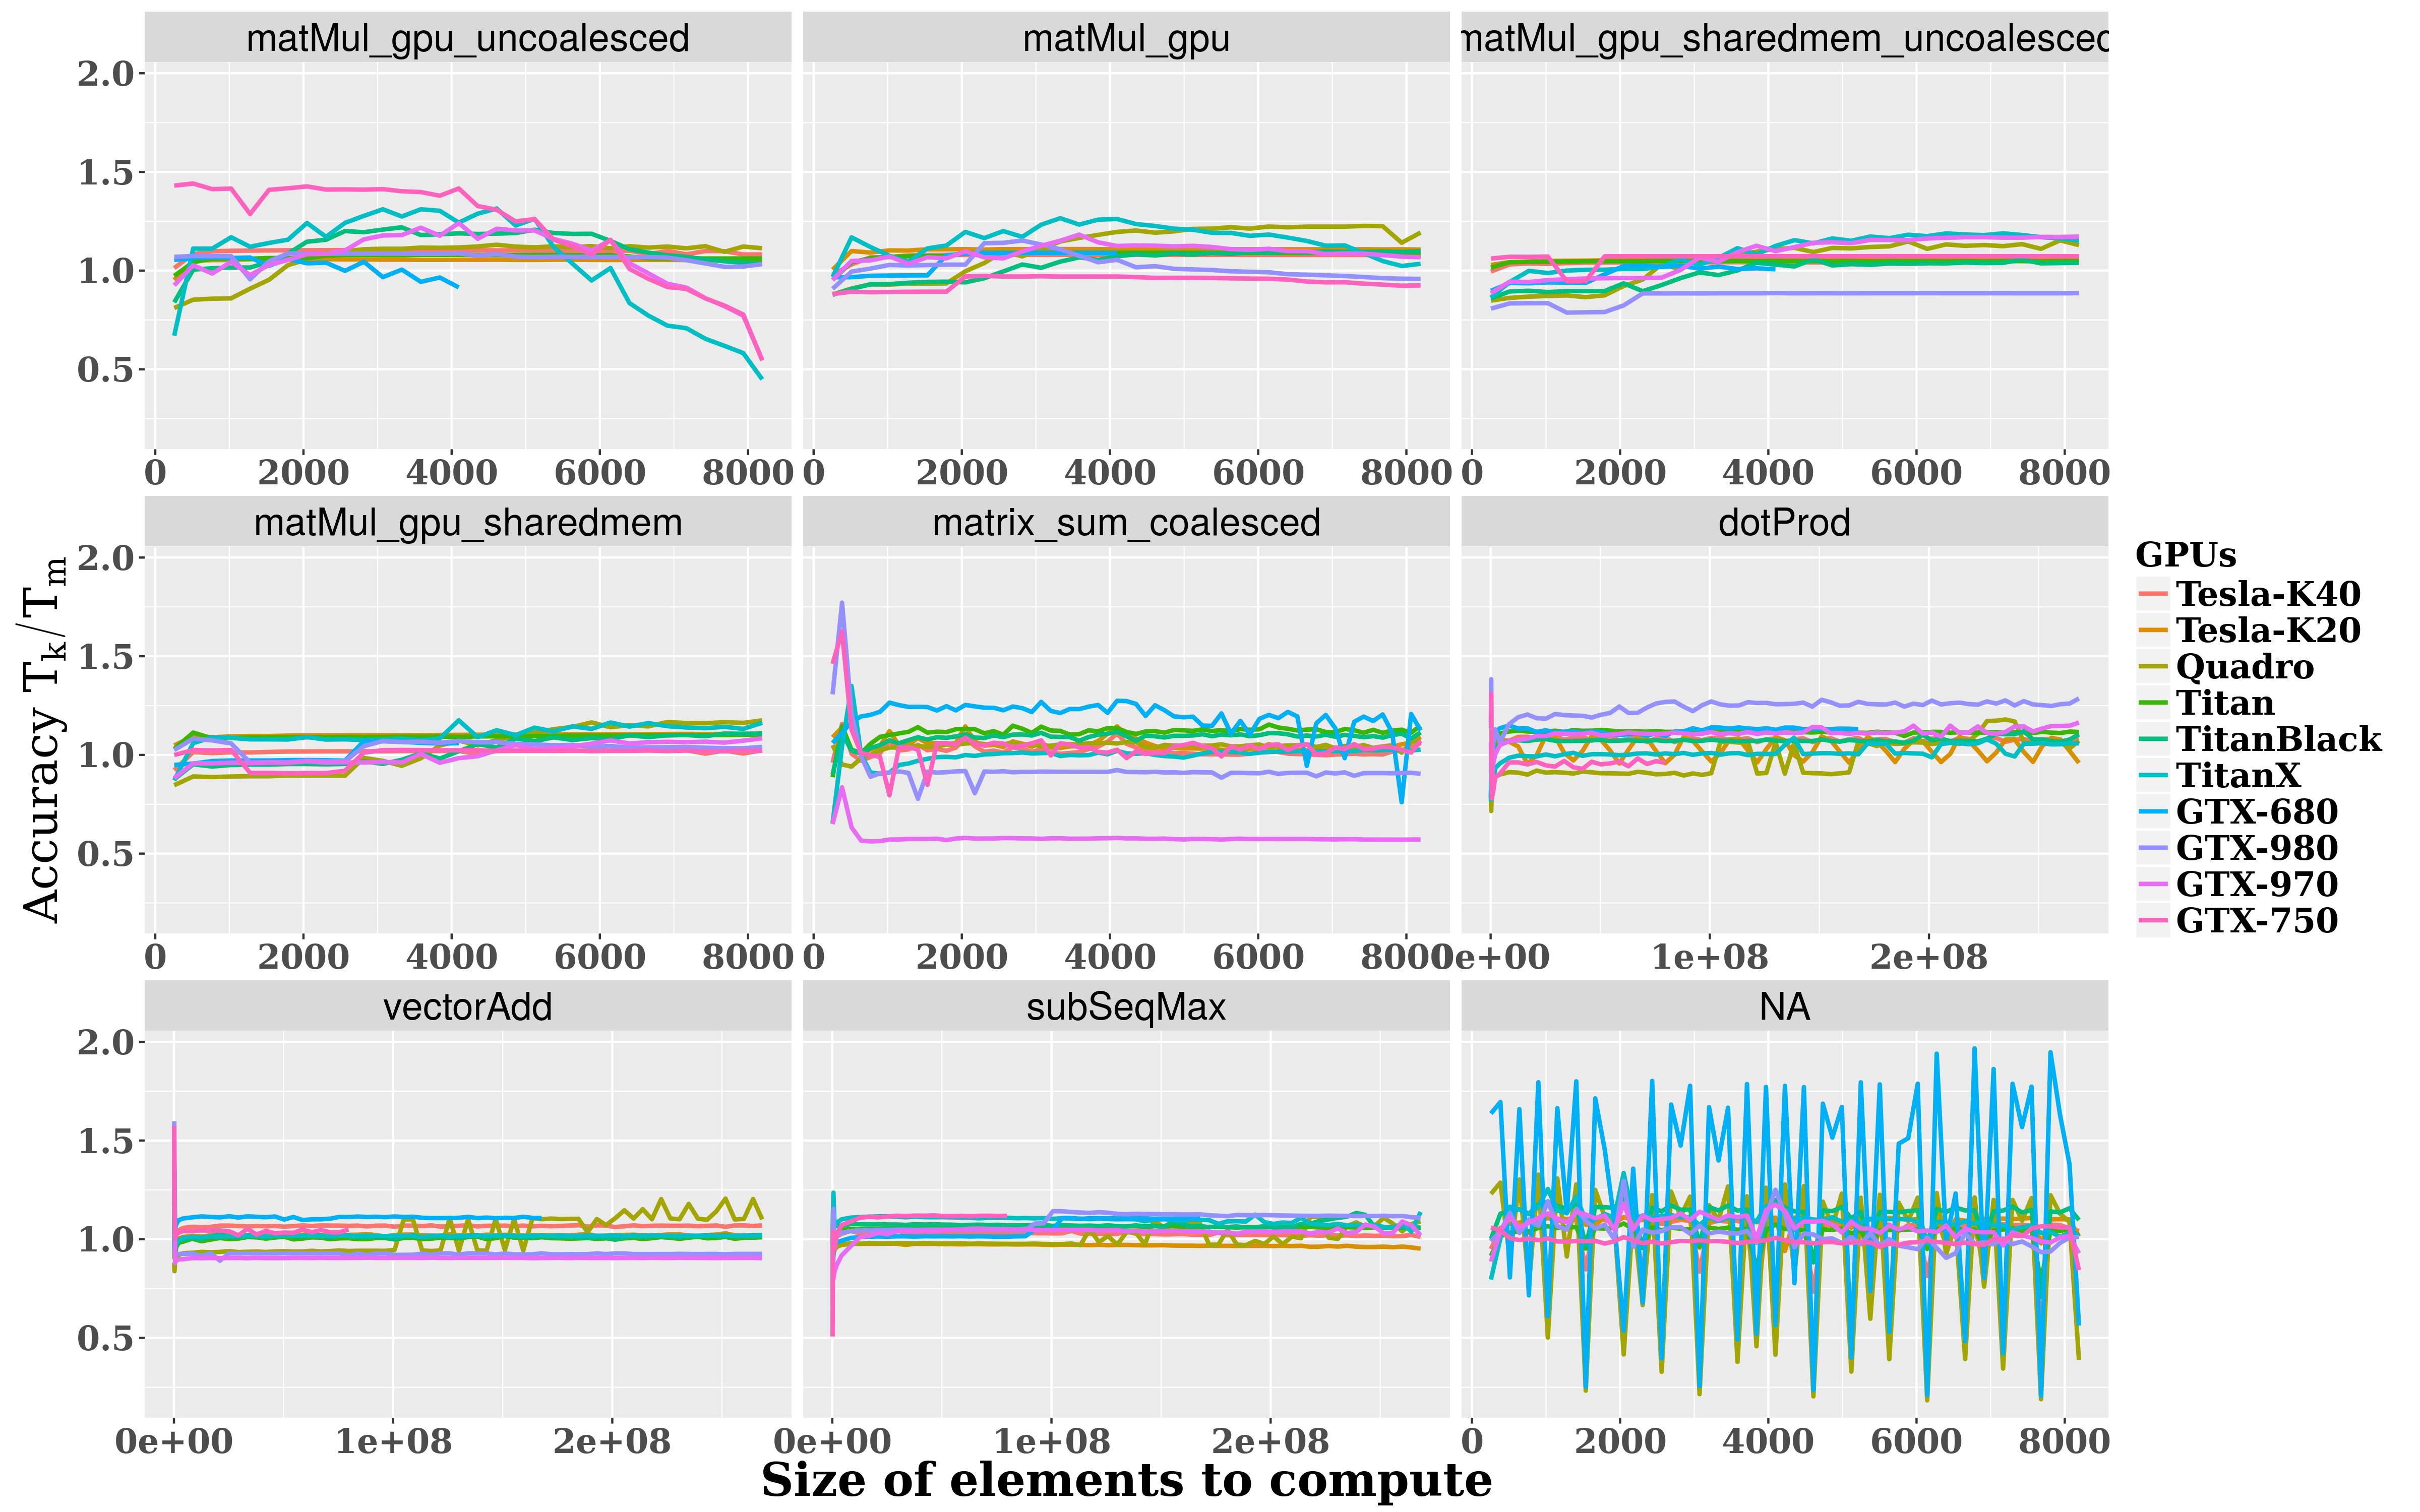 matMul_gpu_uncoalesced
matMul_gpu
matMul_gpu_sharedmem_uncoalesced
2.0
1.5
1.0
0.5
0 2000 4000 6000 8000
0 2000 4000 6000 8000
0 2000 4000 6000 8000
matMul_gpu_sharedmem
matrix_sum_coalesced
dotProd
2.0
1.5
1.0
0.5
0 2000 4000 6000 8000
0 2000 4000 6000 8000
0e+00 1e+08 2e+08
vectorAdd
subSeqMax
NA
2.0
1.5
1.0
0.5
0e+00 1e+08 2e+08
0e+00 1e+08 2e+08
0 2000 4000 6000 8000
Accuracy Tk/Tm
Size of elements to compute
GPUs
Tesla-K40
Tesla-K20
Quadro
Titan
TitanBlack
TitanX
GTX-680
GTX-980
GTX-970
GTX-750